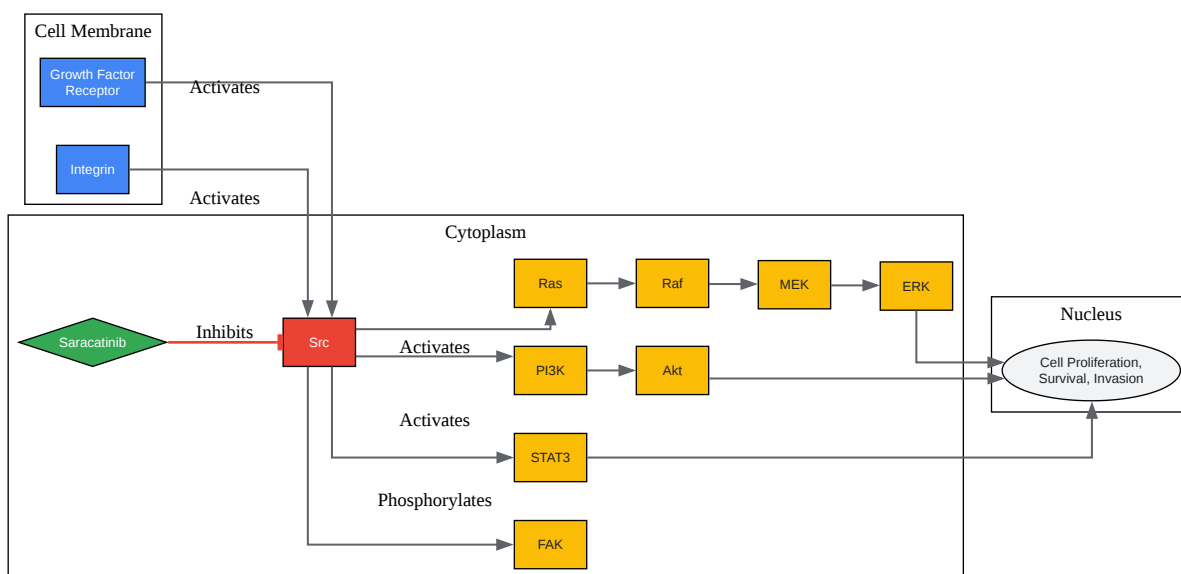 Cell Membrane
Growth Factor
Receptor
Activates
Integrin
Activates
Cytoplasm
Ras
Raf
MEK
ERK
Nucleus
Saracatinib
Inhibits
Src
Activates
PI3K
Akt
Cell Proliferation,
Survival, Invasion
Activates
STAT3
Phosphorylates
FAK